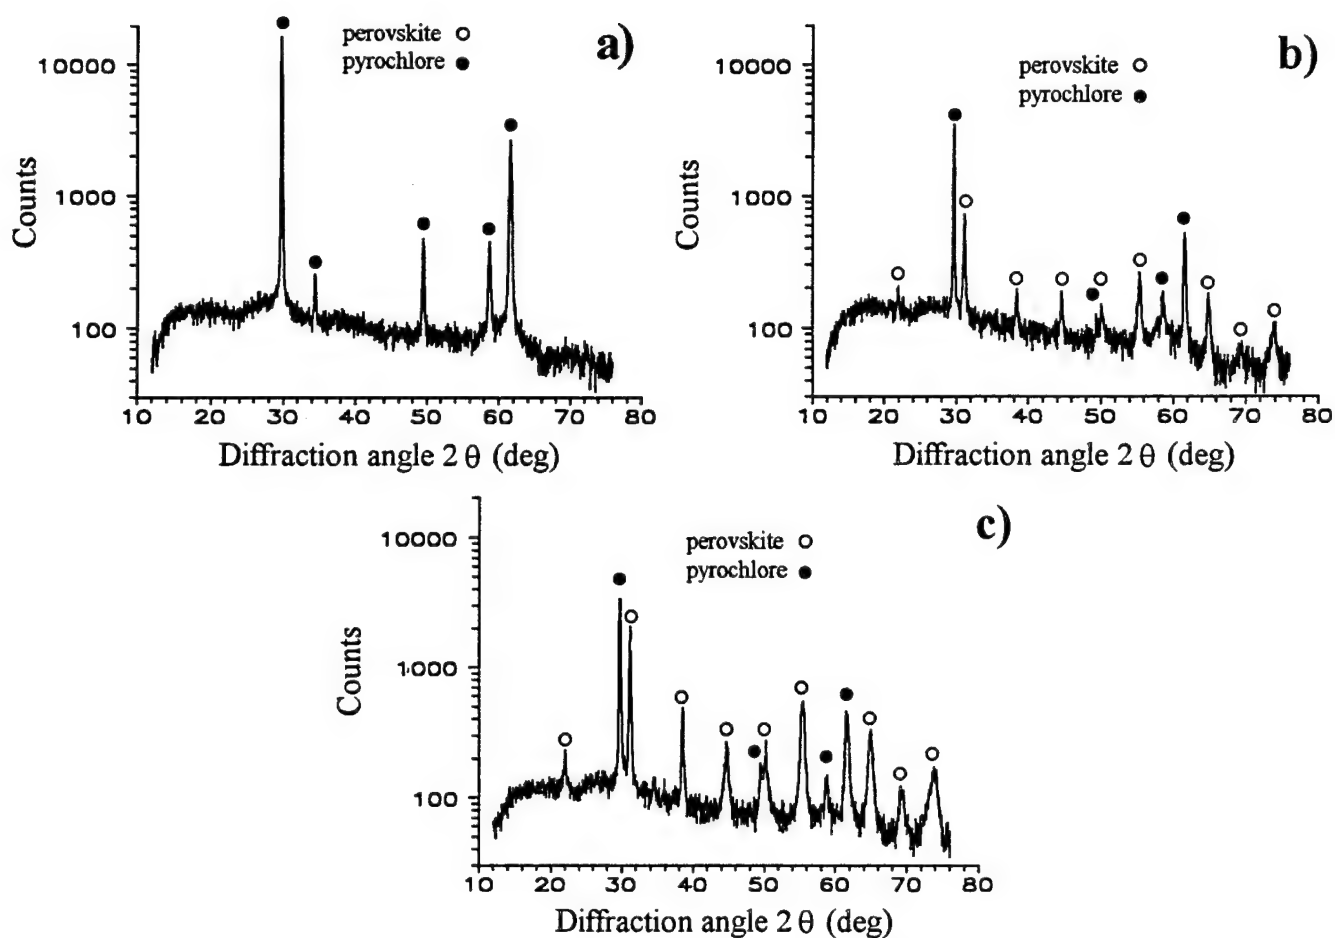 perovskite ○
pyrochlore ●
a)
10000
1000
100
Counts
10 20 30 40 50 60 70 80
Diffraction angle 2 θ (deg)
perovskite ○
pyrochlore ●
b)
10000
1000
100
Counts
10 20 30 40 50 60 70 80
Diffraction angle 2 θ (deg)
perovskite ○
pyrochlore ●
c)
10000
1000
100
Counts
10 20 30 40 50 60 70 80
Diffraction angle 2 θ (deg)